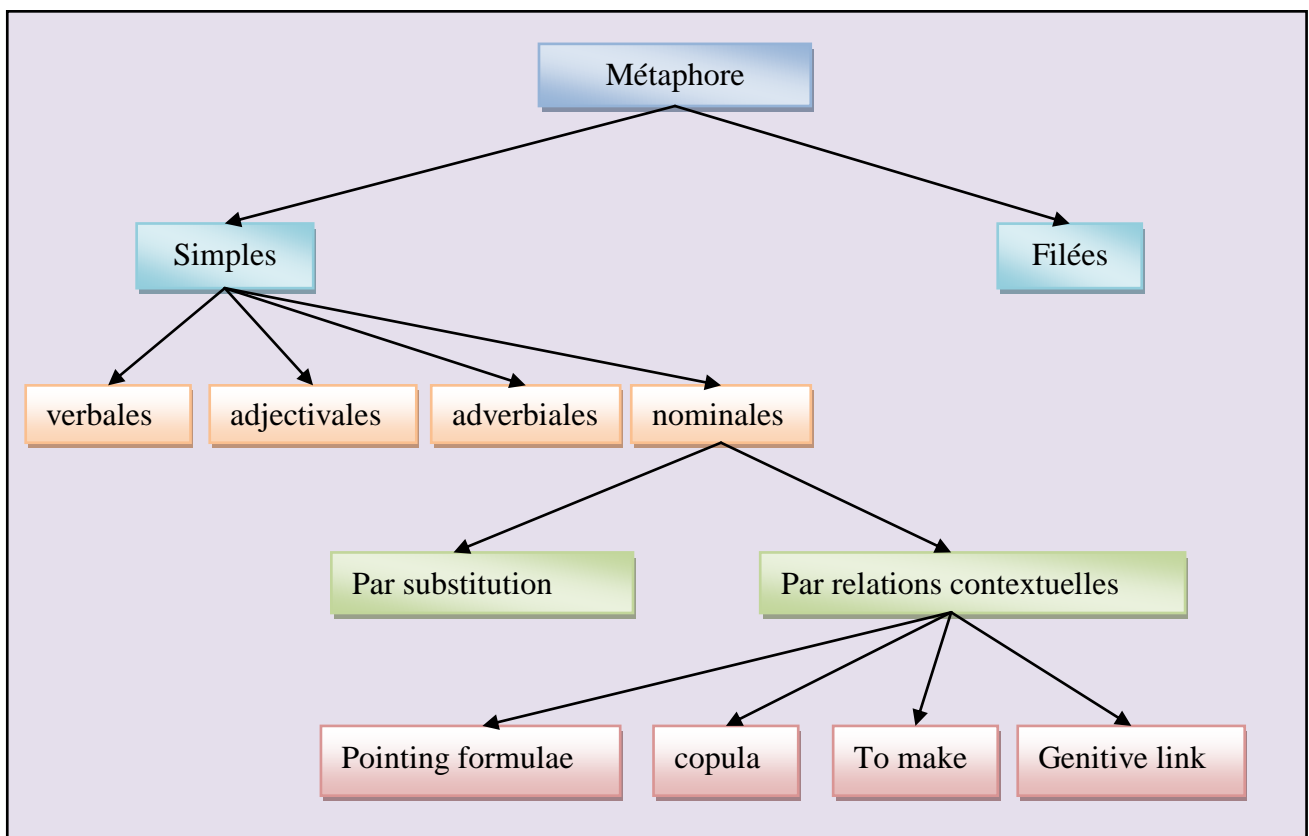 Métaphore
Simples
Filées
verbales
adjectivales
adverbiales
nominales
Par substitution
Par relations contextuelles
Pointing formulae
copula
To make
Genitive link